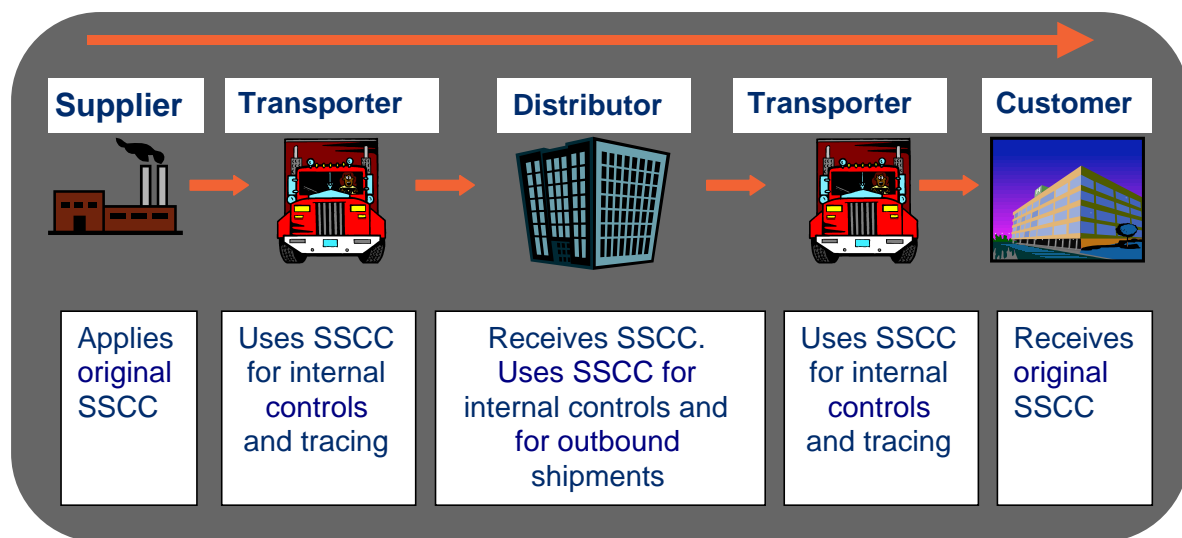 Supplier
Transporter
Distributor
Transporter
Customer
Applies
original
SSCC
Uses SSCC
for internal
controls
and tracing
Receives SSCC.
Uses SSCC for
internal controls and
for outbound
shipments
Uses SSCC
for internal
controls
and tracing
Receives
original
SSCC